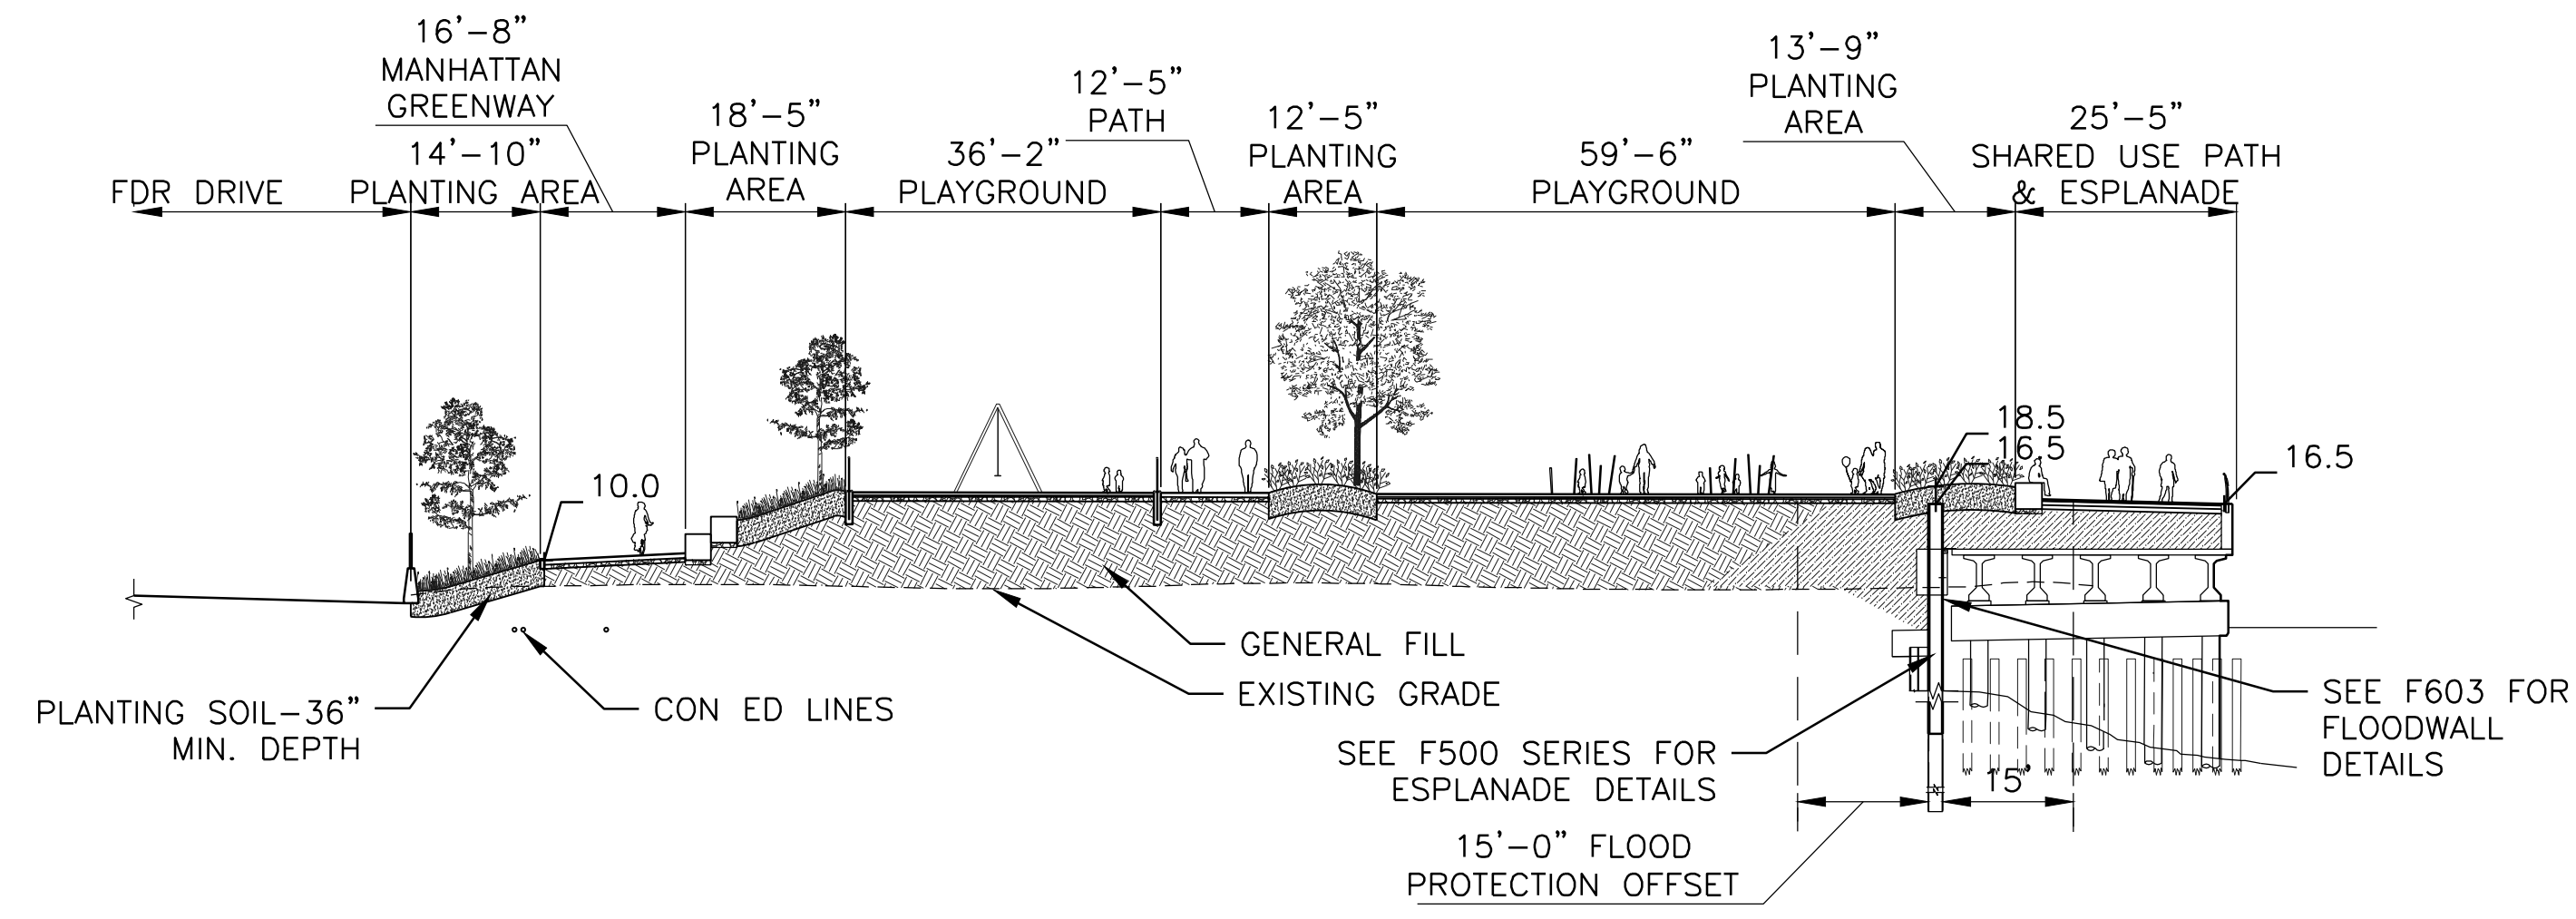 16'-8"
MANHATTAN
GREENWAY
14'-10"
PLANTING AREA
FDR DRIVE
18'-5"
PLANTING
AREA
36'-2"
PLAYGROUND
12'-5"
PATH
12'-5"
PLANTING
AREA
59'-6"
PLAYGROUND
13'-9"
PLANTING
AREA
25'-5"
SHARED USE PATH
& ESPLANADE
10.0
18.5
16.5
16.5
GENERAL FILL
EXISTING GRADE
CON ED LINES
PLANTING SOIL-36"
MIN. DEPTH
SEE F500 SERIES FOR
ESPLANADE DETAILS
SEE F603 FOR
FLOODWALL
DETAILS
15'
15'-0" FLOOD
PROTECTION OFFSET